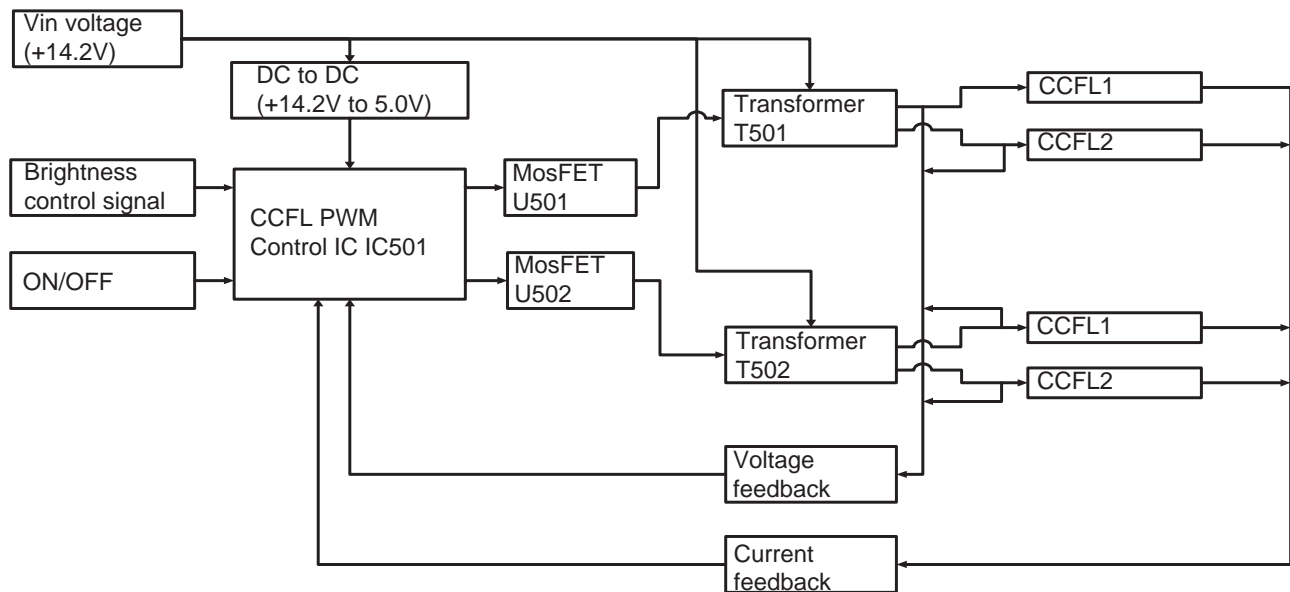 Vin voltage
(+14.2V)
DC to DC
(+14.2V to 5.0V)
Transformer
T501
CCFL1
CCFL2
Brightness
control signal
CCFL PWM
Control IC IC501
MosFET
U501
ON/OFF
MosFET
U502
Transformer
T502
CCFL1
CCFL2
Voltage
feedback
Current
feedback